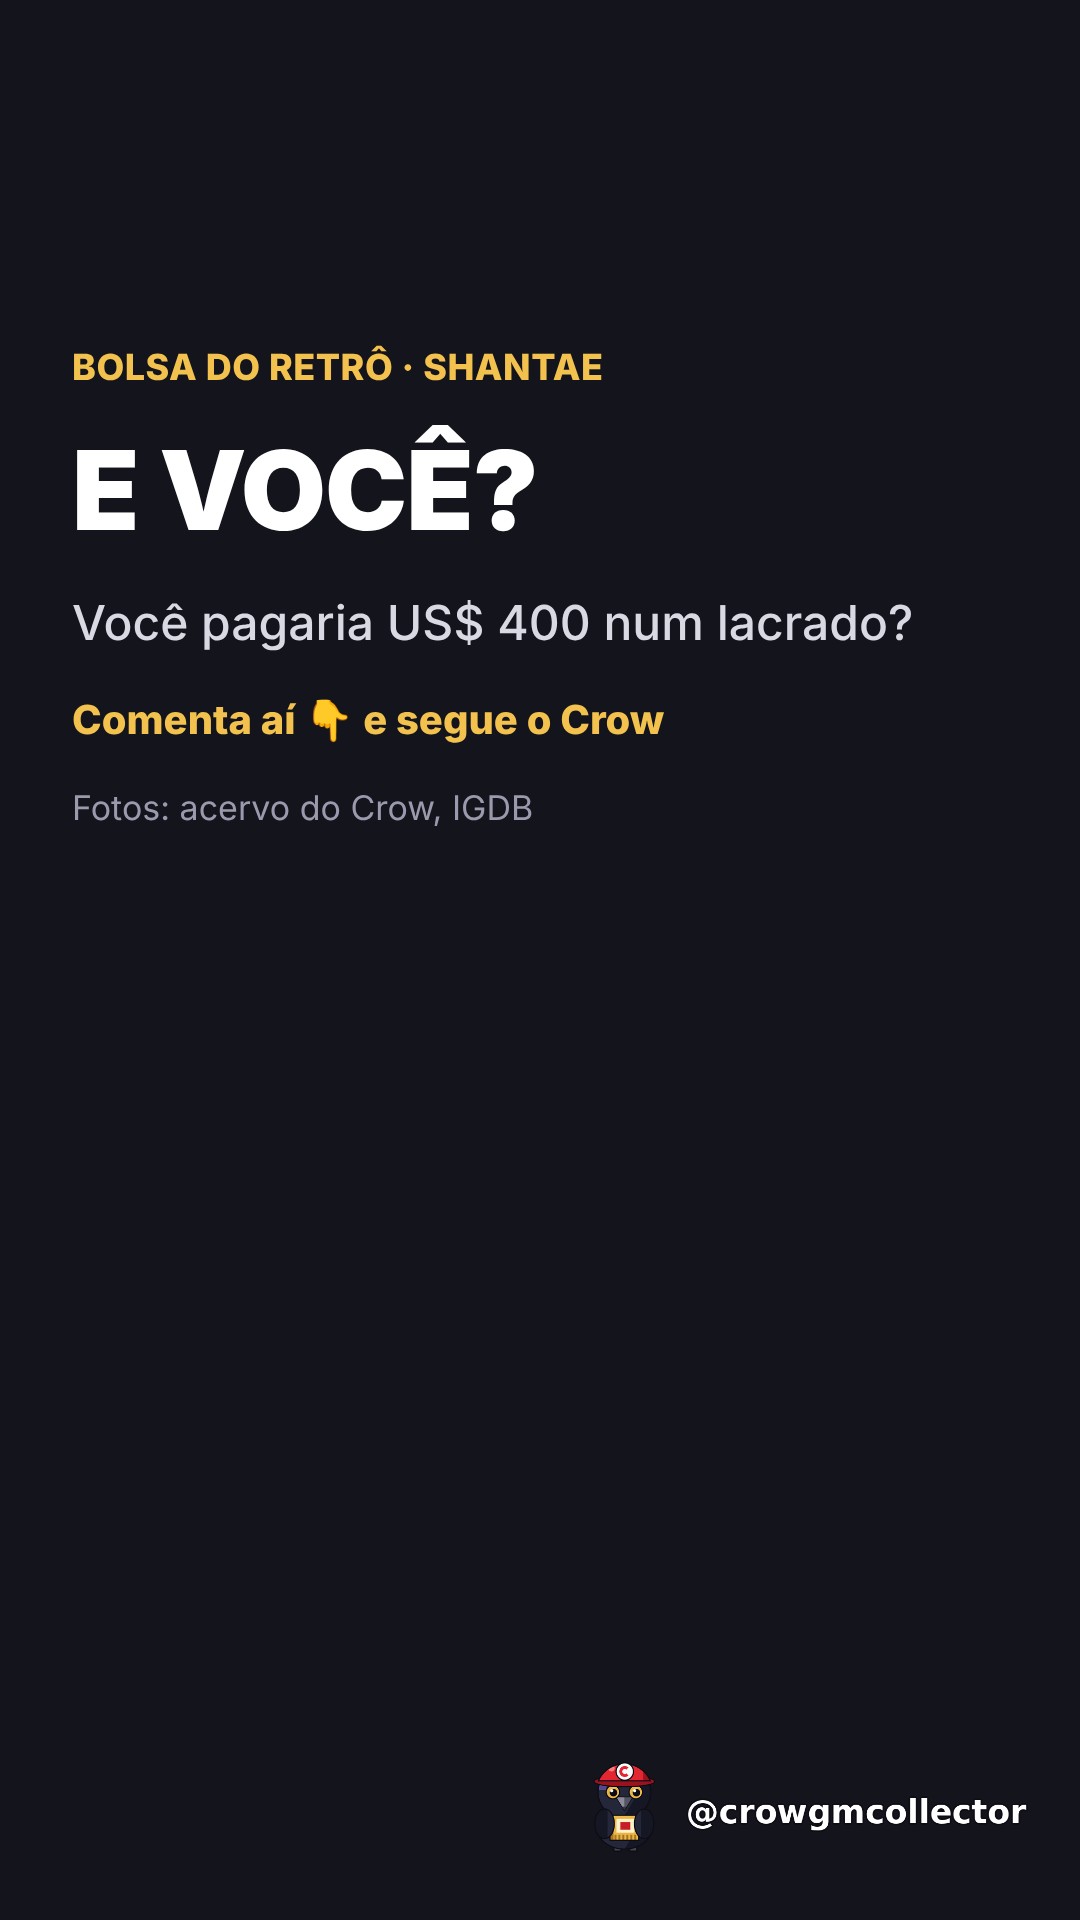 BOLSA DO RETRÔ · SHANTAE
E VOCÊ?
Você pagaria US$ 400 num lacrado?
Comenta aí 👇 e segue o Crow
Fotos: acervo do Crow, IGDB
C
@crowgmcollector